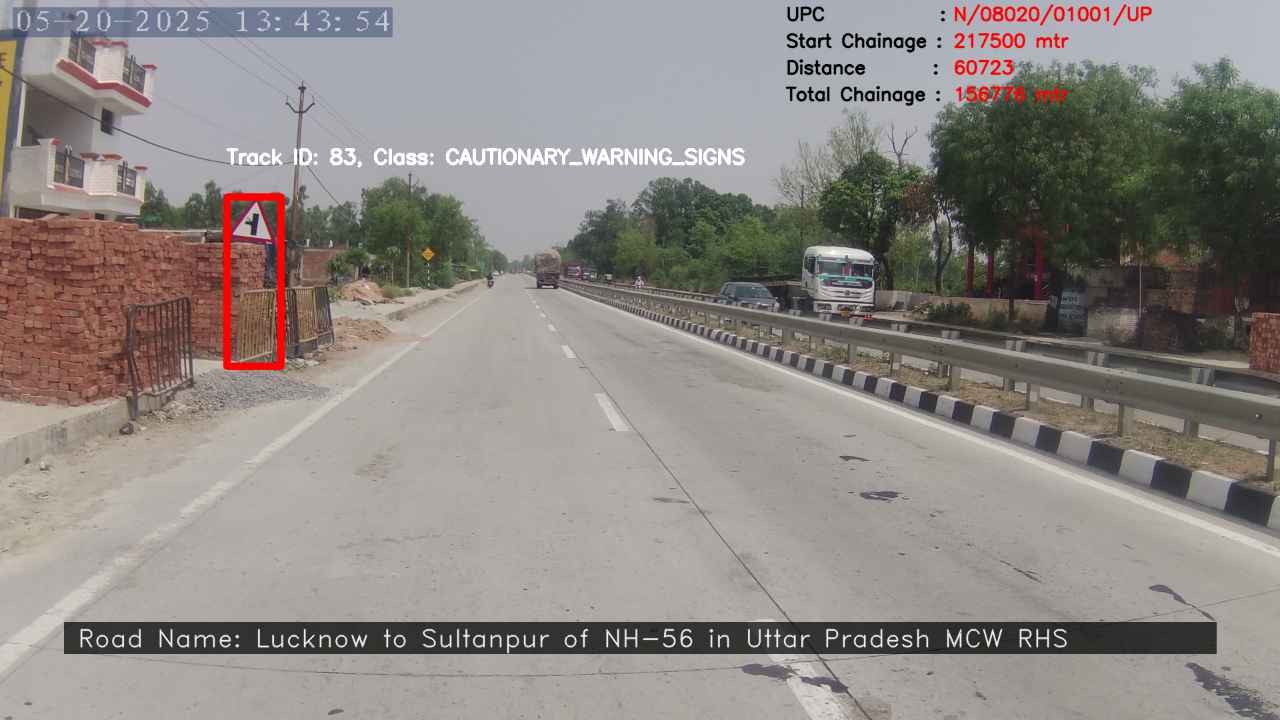 05-20-2025 13:43:54
UPC : N/08020/01001/UP
Start Chainage : 217500 mtr
Distance : 60723
Total Chainage : 156776 mtr
Track ID: 83, Class: CAUTIONARY_WARNING_SIGNS
Road Name: Lucknow to Sultanpur of NH-56 in Uttar Pradesh MCW RHS